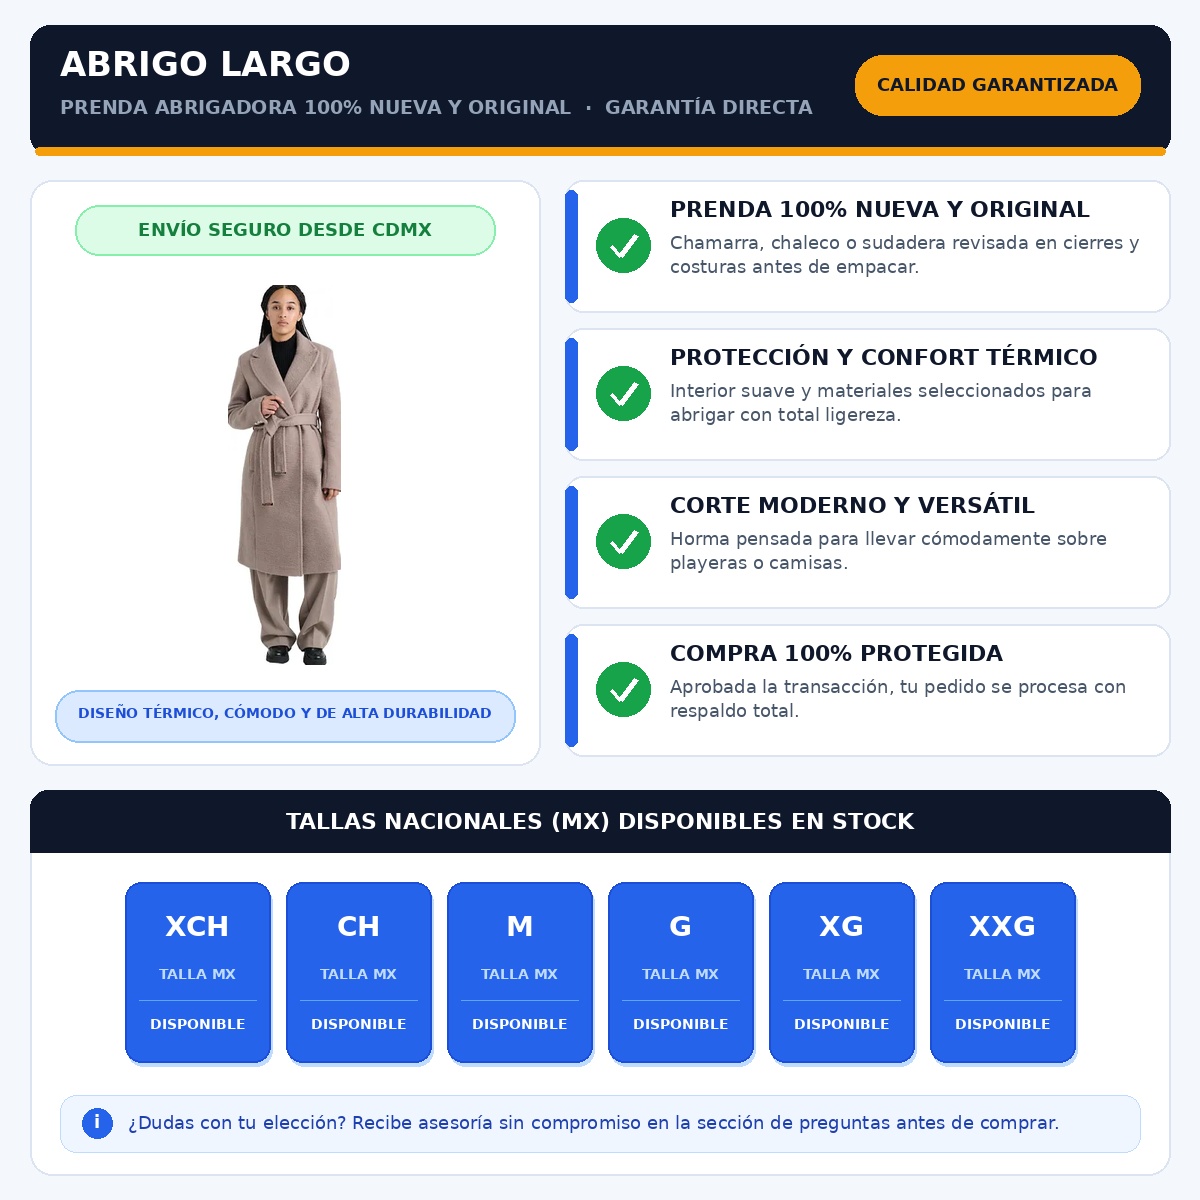 ABRIGO LARGO
PRENDA ABRIGADORA 100% NUEVA Y ORIGINAL · GARANTÍA DIRECTA
CALIDAD GARANTIZADA
ENVÍO SEGURO DESDE CDMX
DISEÑO TÉRMICO, CÓMODO Y DE ALTA DURABILIDAD
PRENDA 100% NUEVA Y ORIGINAL
Chamarra, chaleco o sudadera revisada en cierres y
costuras antes de empacar.
PROTECCIÓN Y CONFORT TÉRMICO
Interior suave y materiales seleccionados para
abrigar con total ligereza.
CORTE MODERNO Y VERSÁTIL
Horma pensada para llevar cómodamente sobre
playeras o camisas.
COMPRA 100% PROTEGIDA
Aprobada la transacción, tu pedido se procesa con
respaldo total.
TALLAS NACIONALES (MX) DISPONIBLES EN STOCK
XCH
TALLA MX
DISPONIBLE
CH
TALLA MX
DISPONIBLE
M
TALLA MX
DISPONIBLE
G
TALLA MX
DISPONIBLE
XG
TALLA MX
DISPONIBLE
XXG
TALLA MX
DISPONIBLE
i
¿Dudas con tu elección? Recibe asesoría sin compromiso en la sección de preguntas antes de comprar.